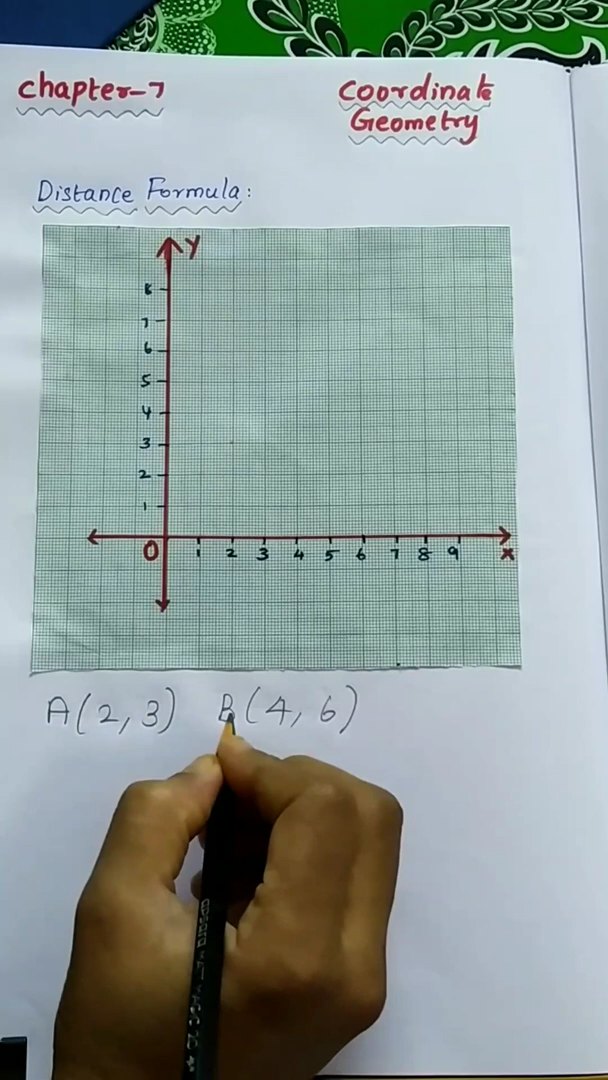 Chapter-7
Coordinate
Geometry
Distance Formula:
Y
8
7
6
5
4
3
2
1
O 1 2 3 4 5 6 7 8 9 X
A(2,3) B(4,6)